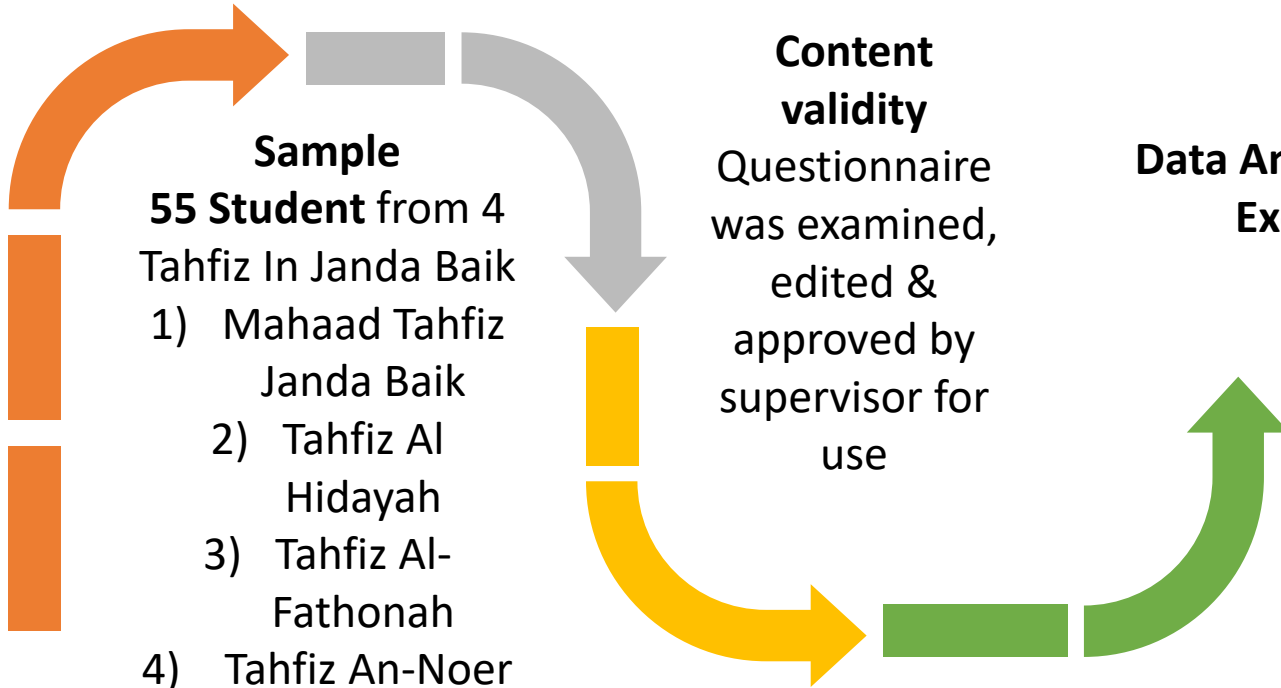 Sample
55 Student from 4
Tahfiz In Janda Baik
1) Mahaad Tahfiz
Janda Baik
2) Tahfiz Al
Hidayah
3) Tahfiz Al-
Fathonah
4) Tahfiz An-Noer
Content
validity
Questionnaire
was examined,
edited &
approved by
supervisor for
use
Data